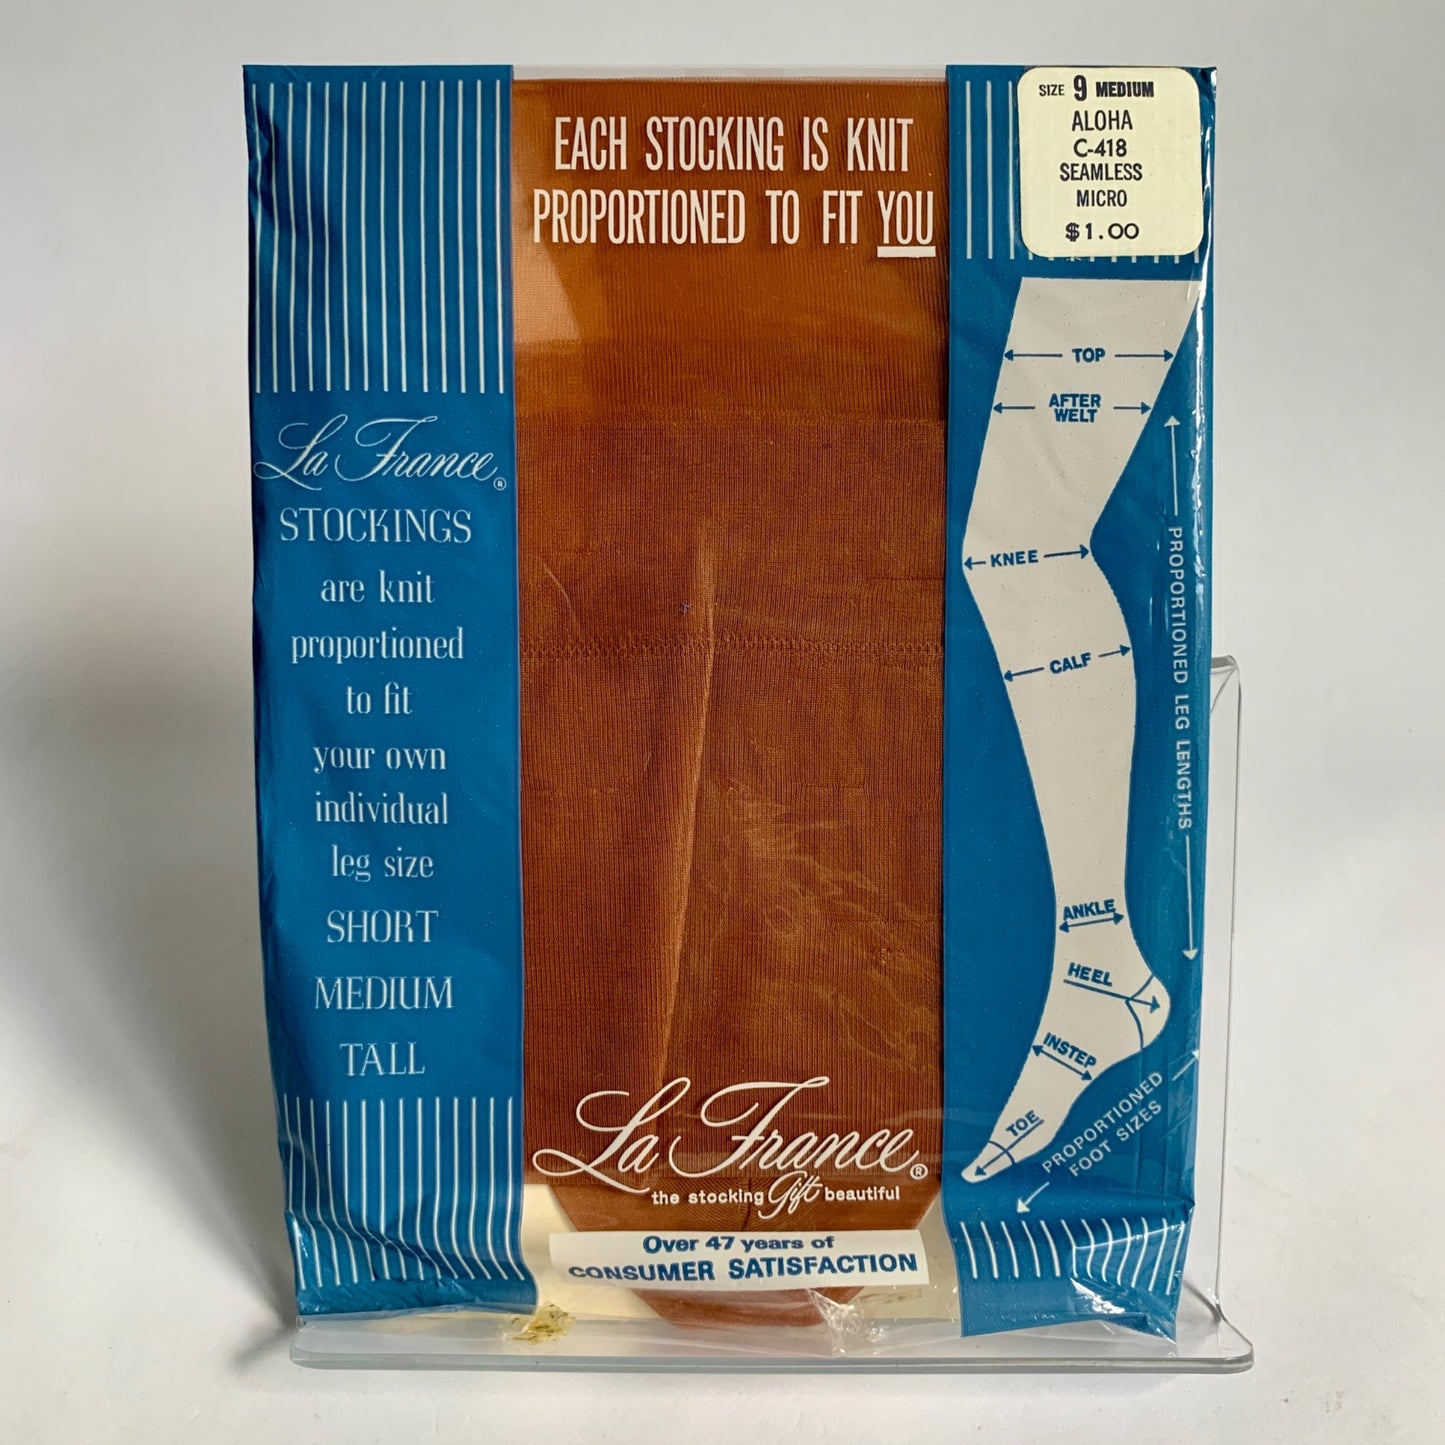 EACH STOCKING IS KNIT
PROPORTIONED TO FIT YOU
SIZE 9 MEDIUM
ALOHA
C-418
SEAMLESS
MICRO
$1.00
La France®
STOCKINGS
are knit
proportioned
to fit
your own
individual
leg size
SHORT
MEDIUM
TALL
TOP
AFTER
WELT
KNEE
CALF
ANKLE
HEEL
INSTEP
TOE
PROPORTIONED LEG LENGTHS
PROPORTIONED
FOOT SIZES
La France®
the stocking Gift beautiful
Over 47 years of
CONSUMER SATISFACTION